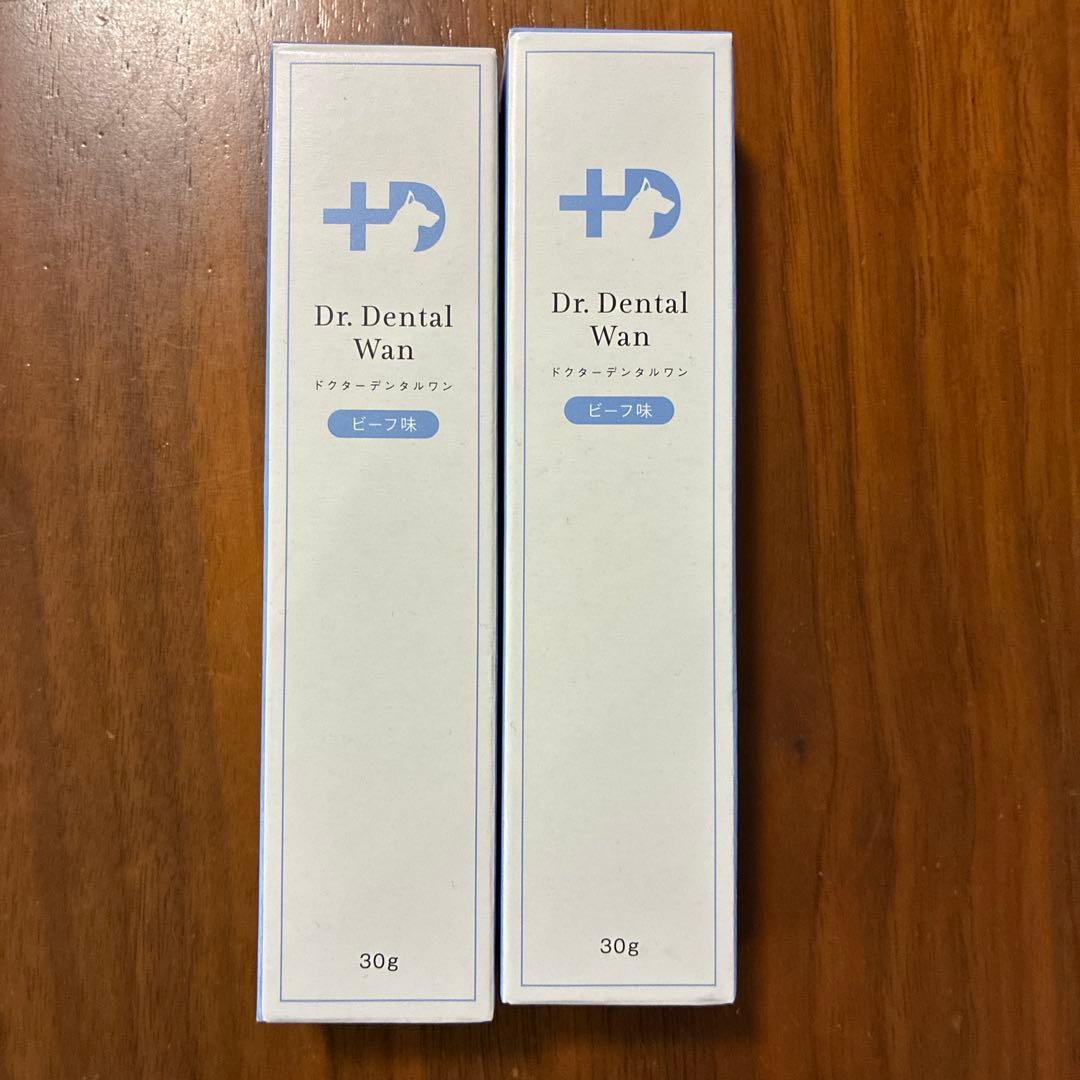 Dr. Dental
Wan
ドクターデンタルワン
ビーフ味
30g
Dr. Dental
Wan
ドクターデンタルワン
ビーフ味
30g